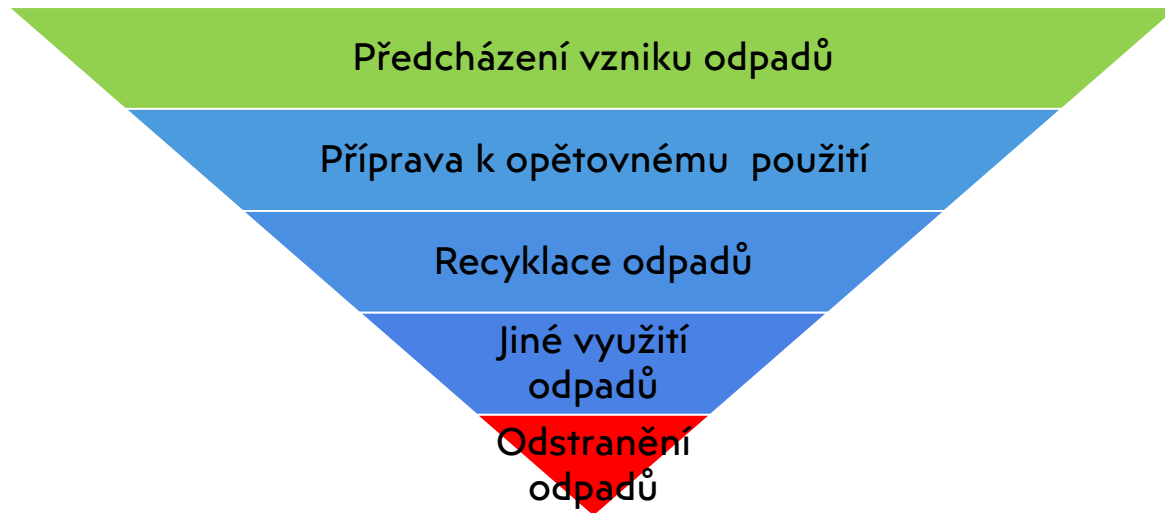 Předcházení vzniku odpadů
Příprava k opětovnému  použití
Recyklace odpadů
Jiné využití
odpadů
Odstranění
odpadů